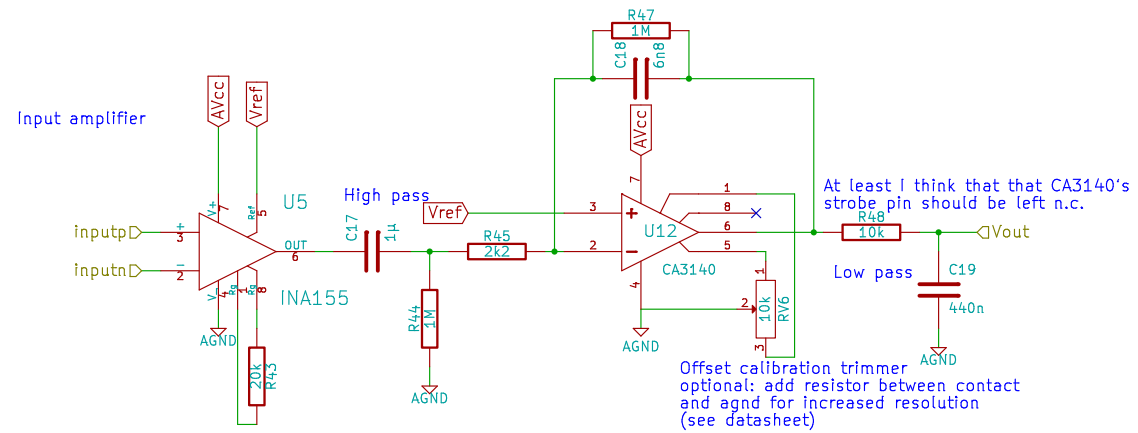 R47
1M
C18
6n8
AVcc
Vref
Input amplifier
AVcc
7
V+
5
Ref
U5
High pass
Vref
C17
1µ
7
1
8
At least I think that that CA3140's
strobe pin should be left n.c.
inputp
+
3
OUT
6
R45
2k2
3
+
2
−
U12
6
5
R48
10k
Vout
inputn
−
2
V-
4
Rg
1
Rg
8
INA155
CA3140
4
Low pass
C19
440n
R44
1M
2
1
10k
RV6
3
AGND
AGND
AGND
20k
R43
AGND
Offset calibration trimmer
optional: add resistor between contact
and agnd for increased resolution
(see datasheet)